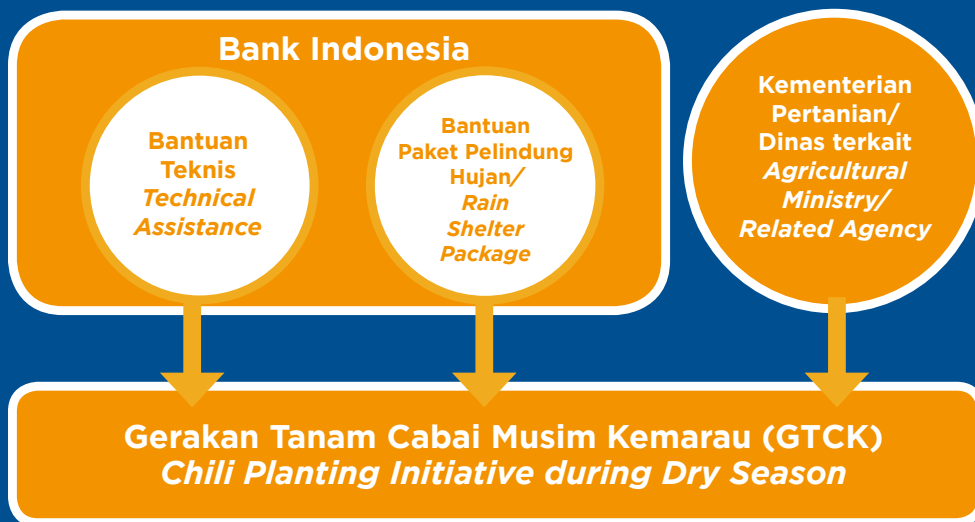 Bank Indonesia
Bantuan
Teknis
Technical
Assistance
Bantuan
Paket Pelindung
Hujan/
Rain
Shelter
Package
Kementerian
Pertanian/
Dinas terkait
Agricultural
Ministry/
Related Agency
Gerakan Tanam Cabai Musim Kemarau (GTCK)
Chili Planting Initiative during Dry Season